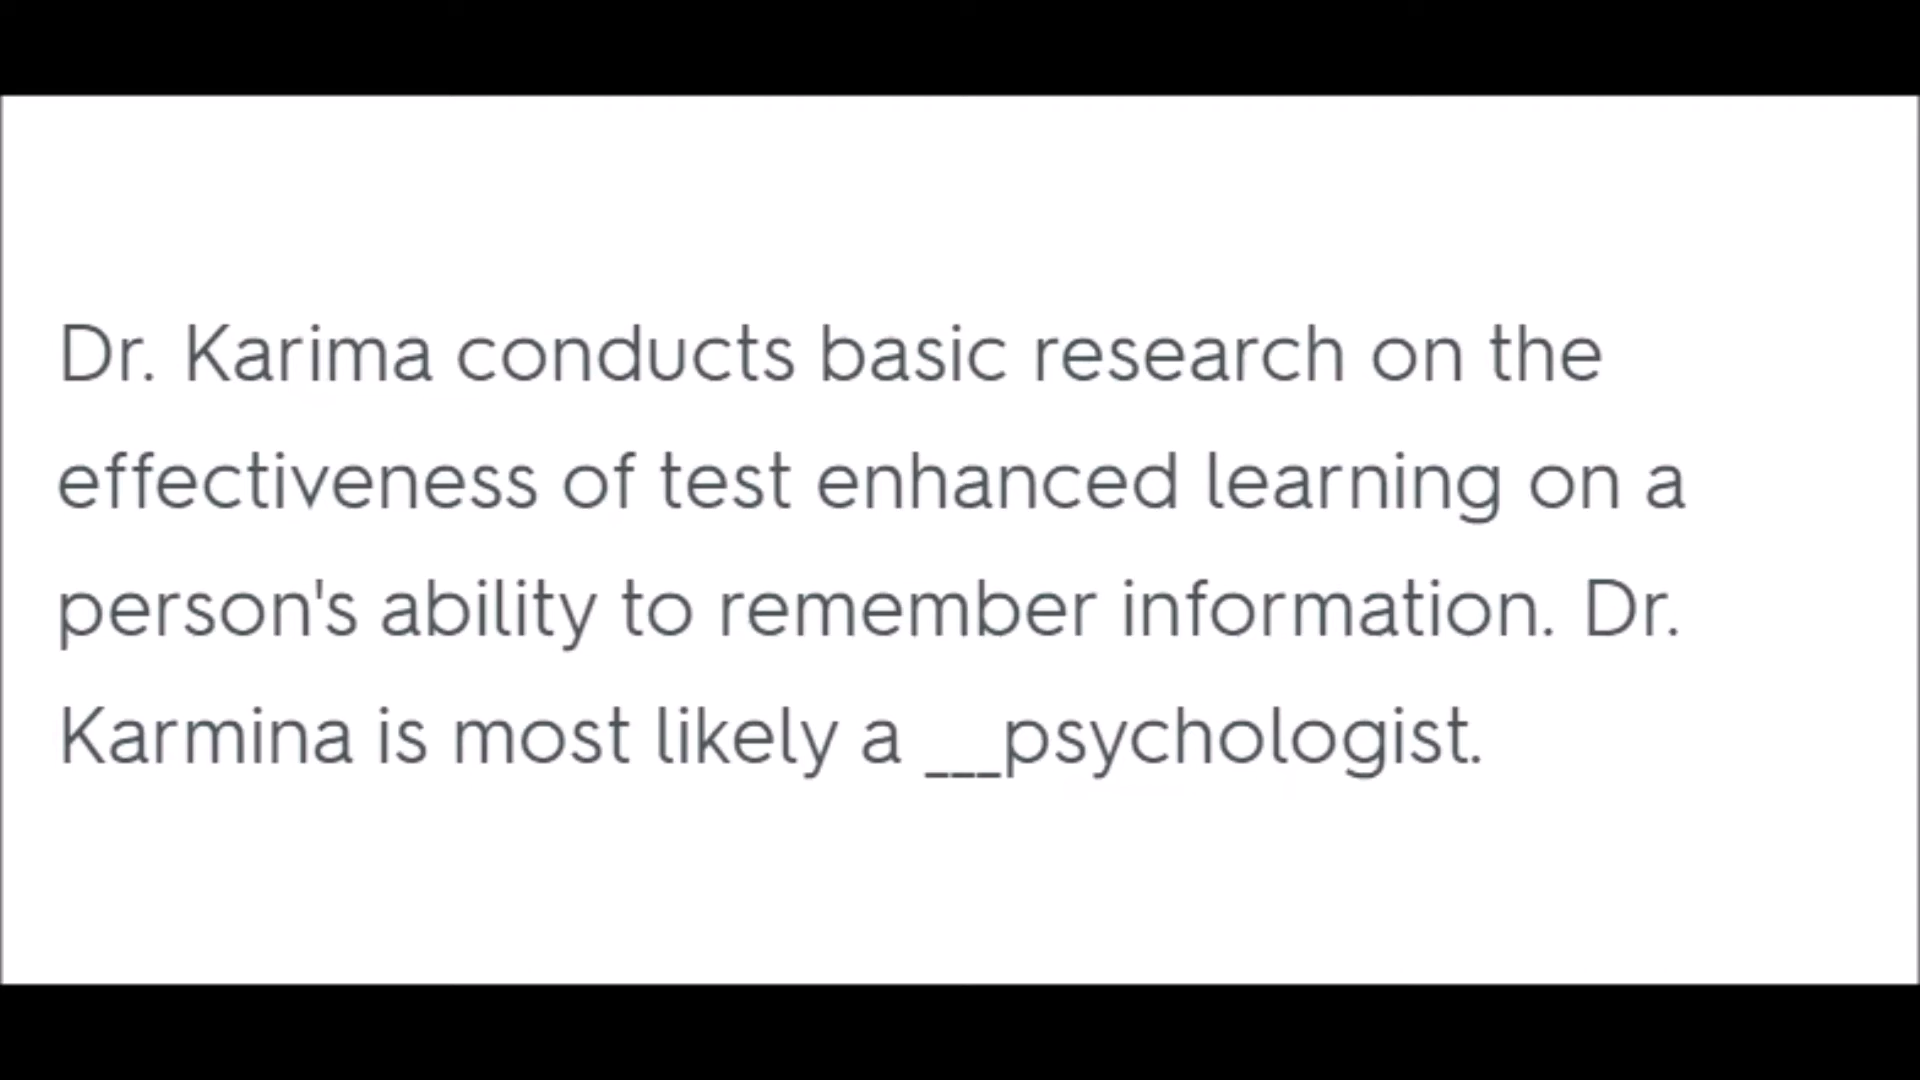 Dr. Karima conducts basic research on the
effectiveness of test enhanced learning on a
person's ability to remember information. Dr.
Karmina is most likely a ___psychologist.